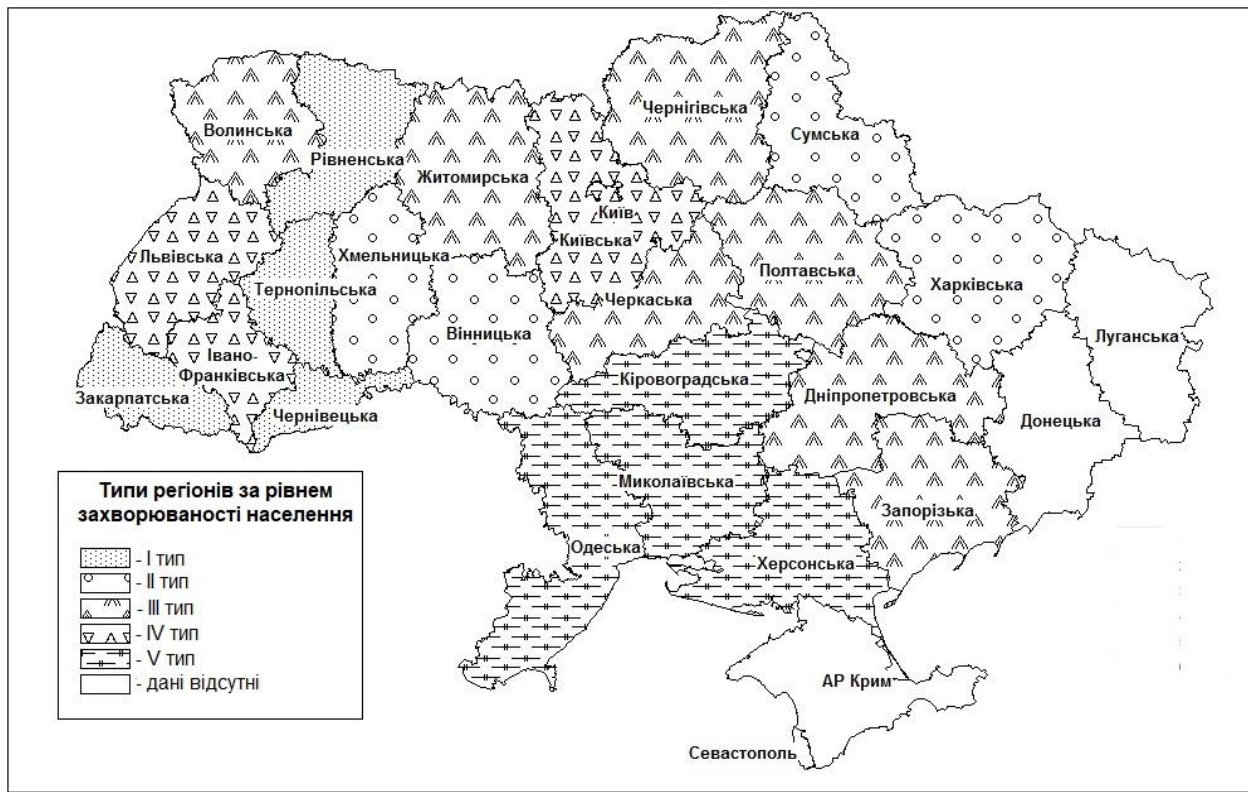 Чернігівська
Сумська
Волинська
Рівненська
Житомирська
Київ
Київська
Хмельницька
Львівська
Тернопільська
Полтавська
Харківська
Черкаська
Вінницька
Луганська
Івано-
Франківська
Закарпатська
Чернівецька
Кіровоградська
Дніпропетровська
Донецька
Миколаївська
Запорізька
Одеська
Херсонська
АР Крим
Севастополь
Типи регіонів за рівнем
захворюваності населення
- І тип
- ІІ тип
- ІІІ тип
- ІV тип
- V тип
- дані відсутні